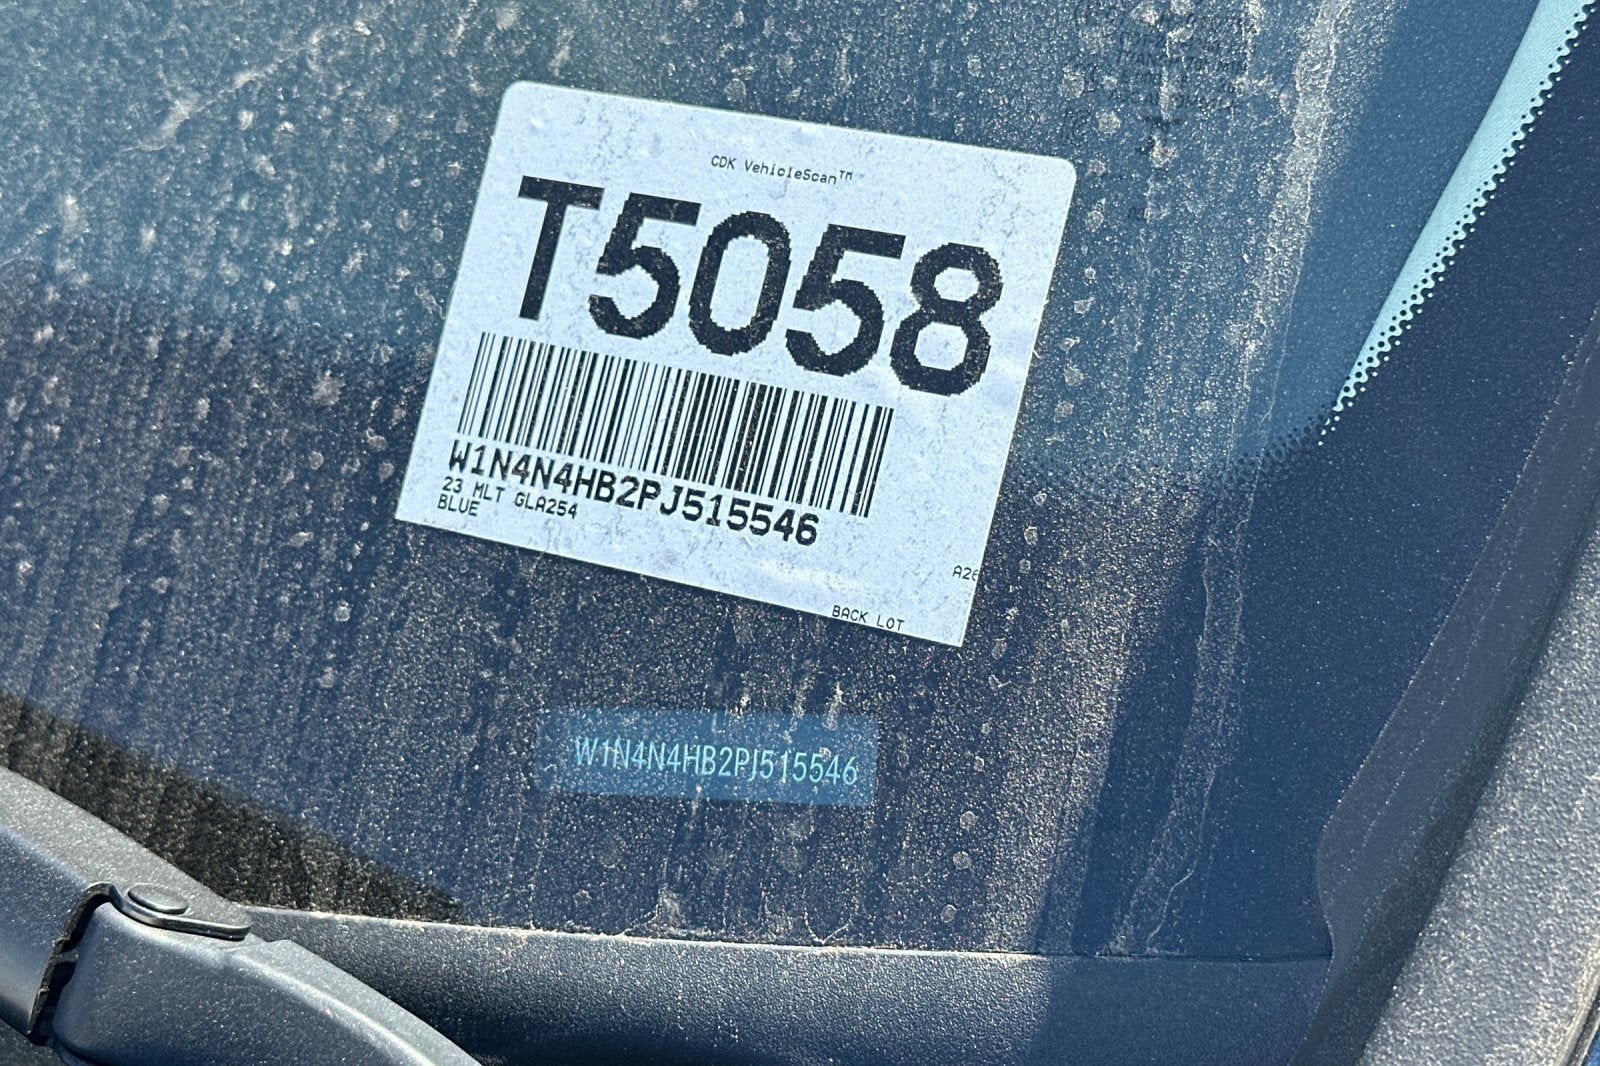 CDK VehicleScan™
T5058
W1N4N4HB2PJ515546
23 MLT GLA254
BLUE
A26
BACK LOT
W1N4N4HB2PJ515546